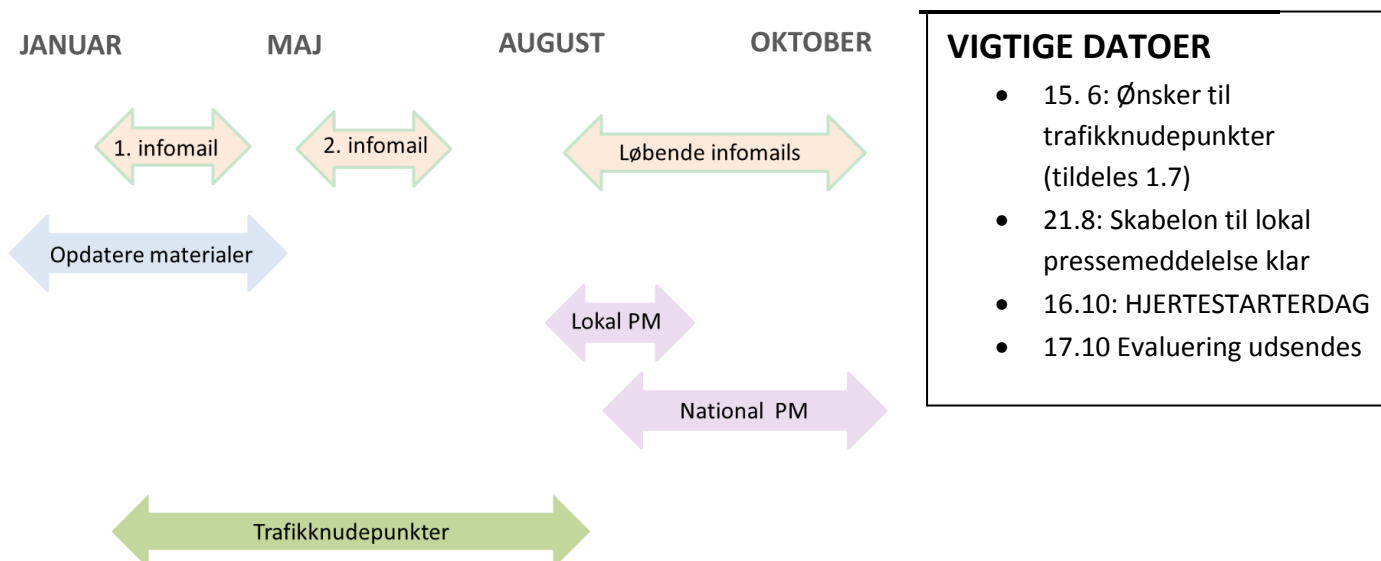 JANUAR MAJ AUGUST OKTOBER
1. infomail 2. infomail Løbende infomails
Opdatere materialer
Lokal PM
National PM
Trafikknudepunkter
VIGTIGE DATOER
• 15. 6: Ønsker til
trafikknudepunkter
(tildeles 1.7)
• 21.8: Skabelon til lokal
pressemeddelelse klar
• 16.10: HJERTESTARTERDAG
• 17.10 Evaluering udsendes